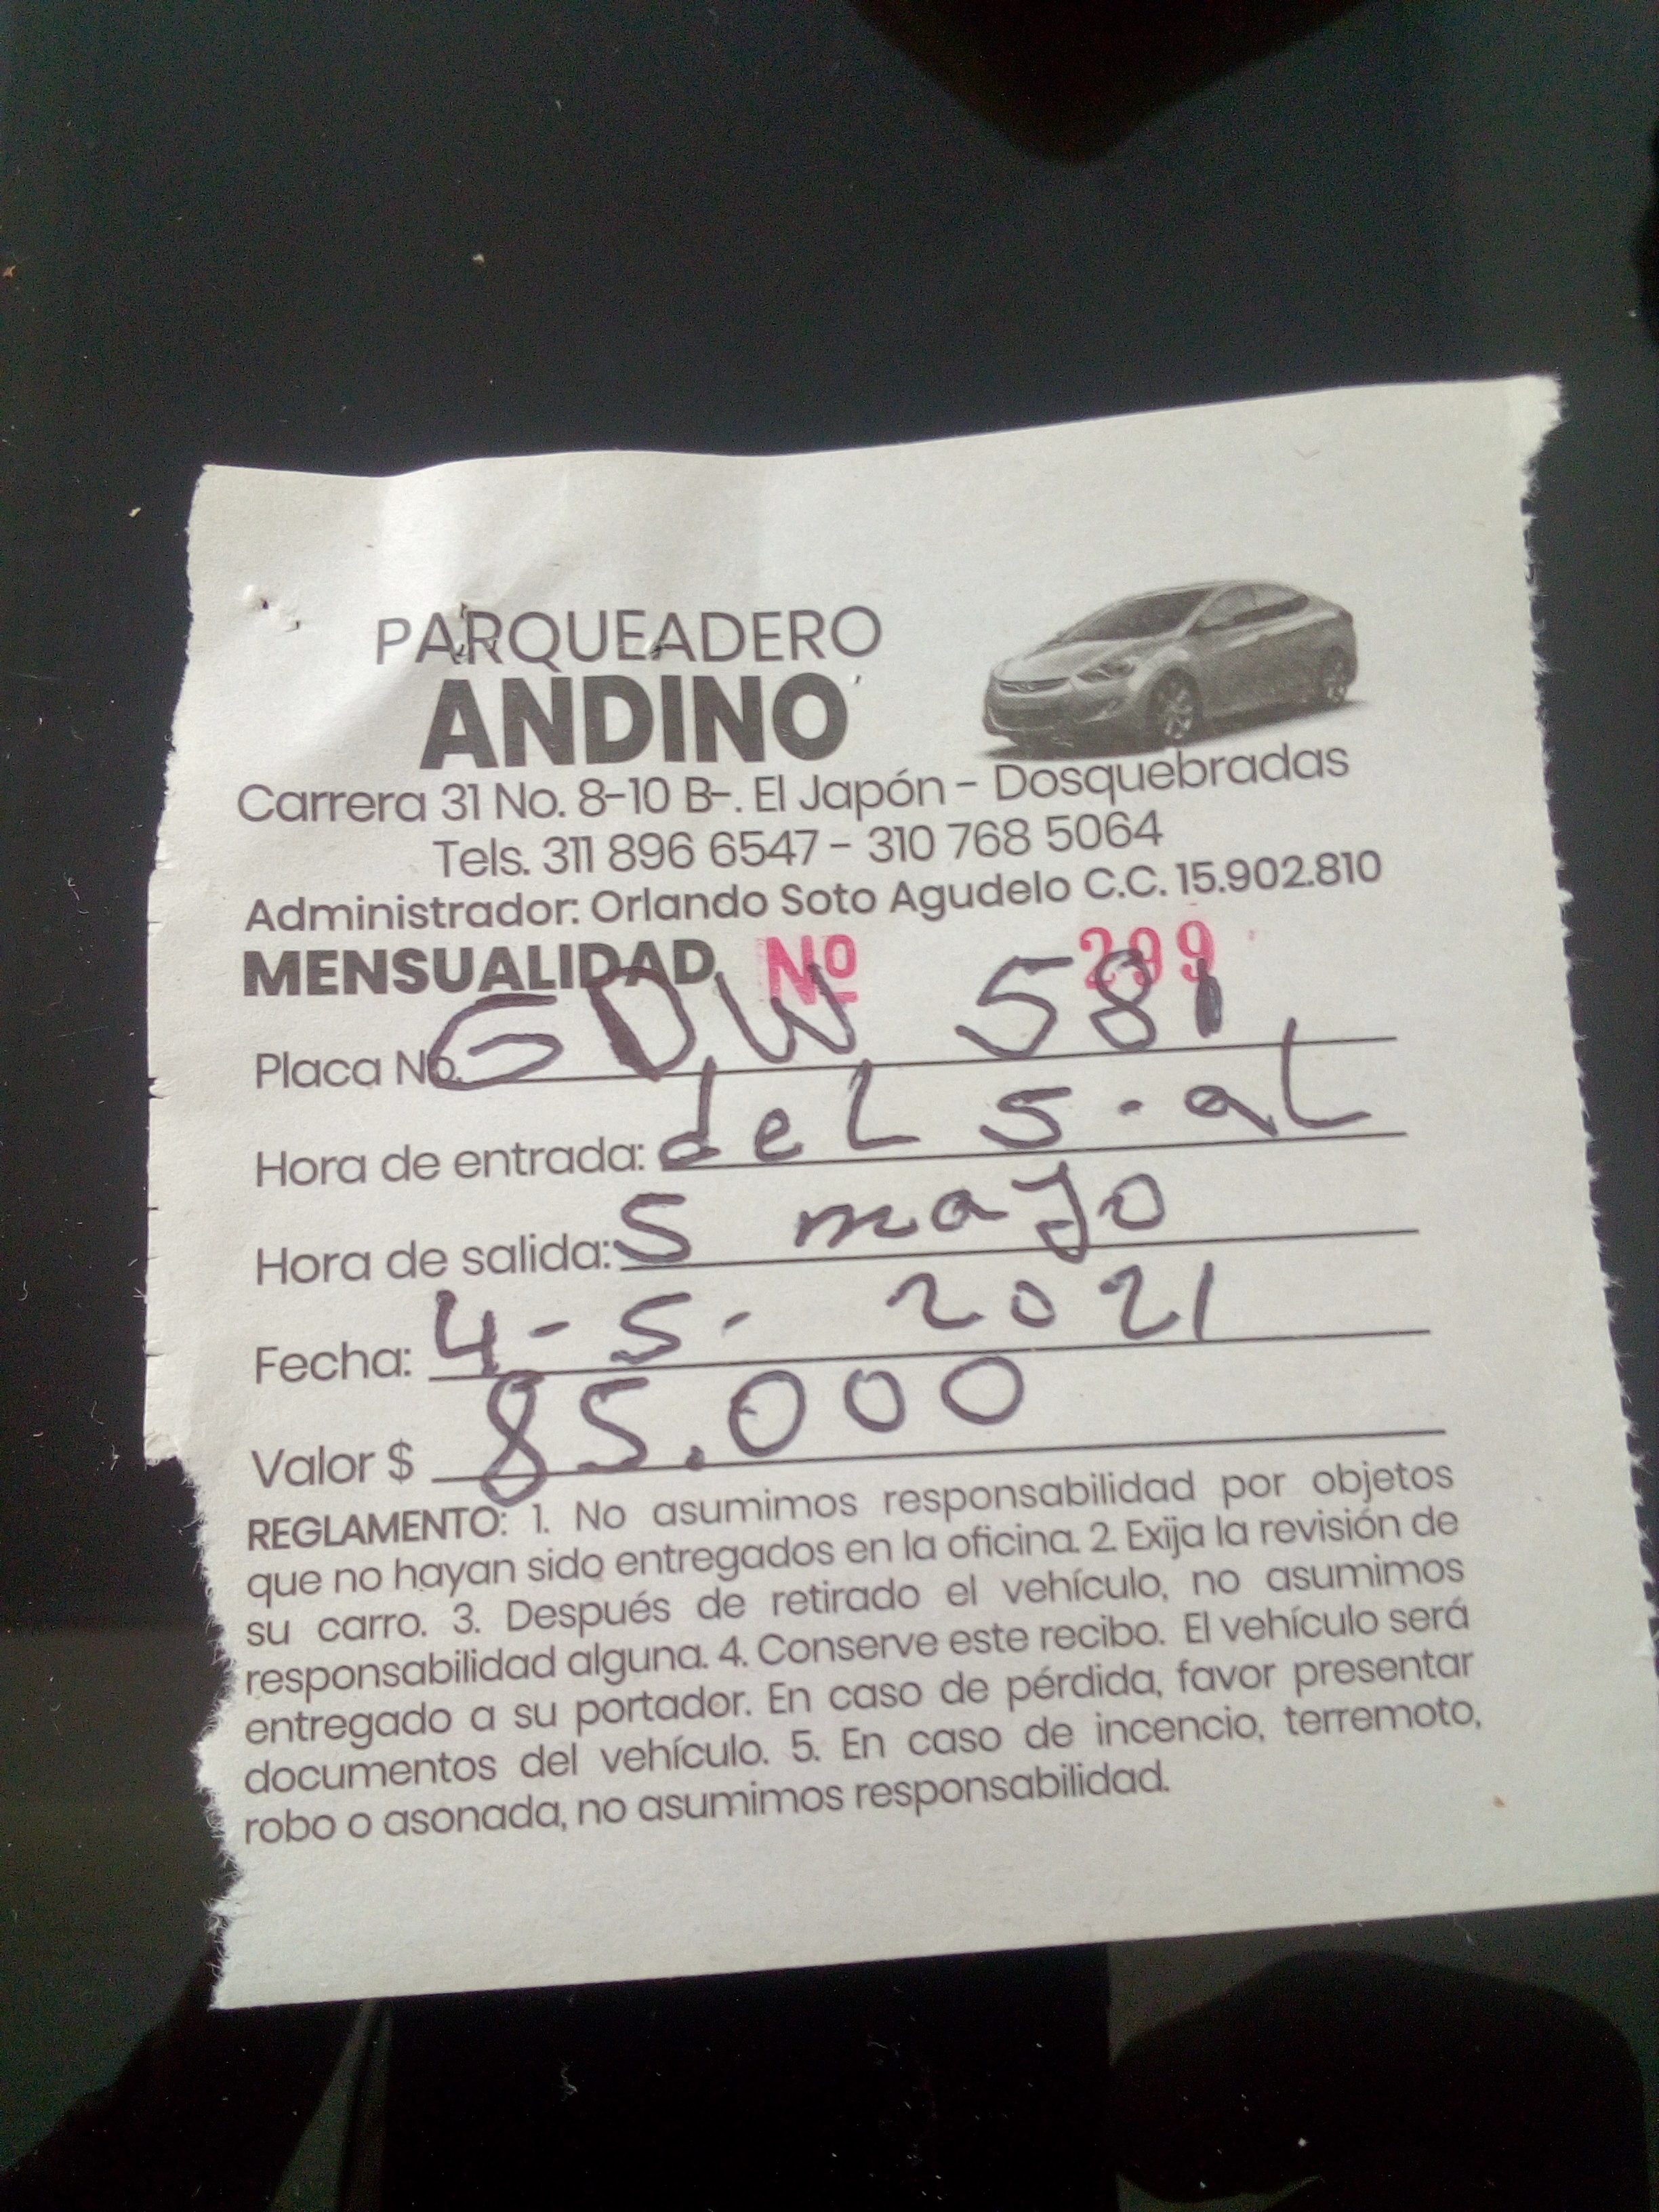 PARQUEADERO
ANDINO
Carrera 31 No. 8-10 B-. El Japón - Dosquebradas
Tels. 311 896 6547 - 310 768 5064
Administrador: Orlando Soto Agudelo C.C. 15.902.810
MENSUALIDAD Nº 299
Placa No. GDW 581
Hora de entrada: del 5 - al
Hora de salida: 5 mayo
Fecha: 4-5- 2021
Valor $ 85.000
REGLAMENTO: 1. No asumimos responsabilidad por objetos
que no hayan sido entregados en la oficina. 2. Exija la revisión de
su carro. 3. Después de retirado el vehículo, no asumimos
responsabilidad alguna. 4. Conserve este recibo. El vehículo será
entregado a su portador. En caso de pérdida, favor presentar
documentos del vehículo. 5. En caso de incencio, terremoto,
robo o asonada, no asumimos responsabilidad.